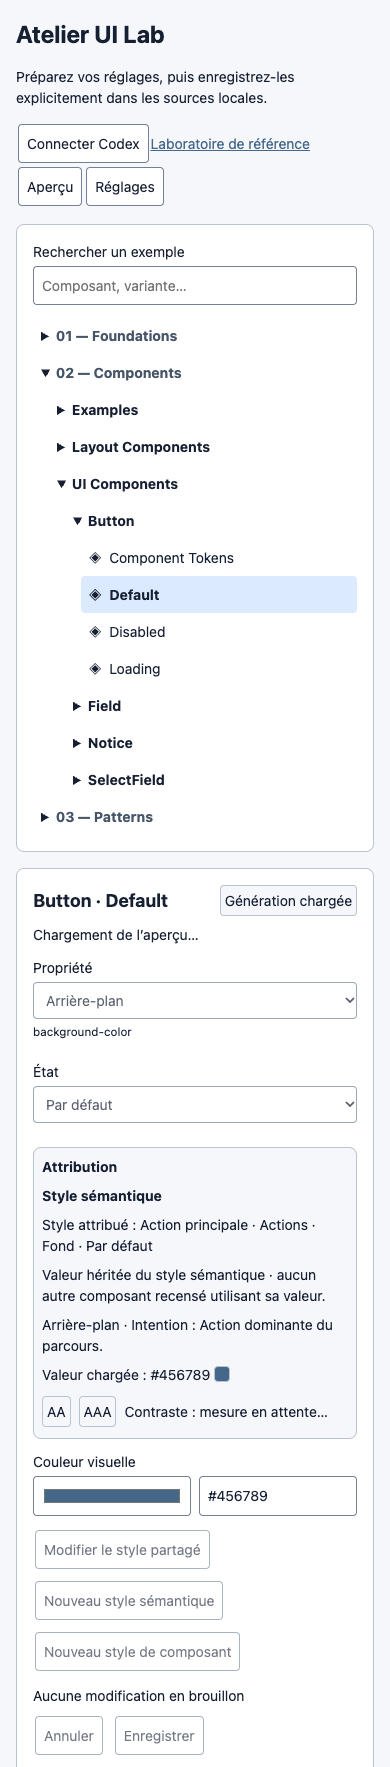 Atelier UI Lab
Préparez vos réglages, puis enregistrez-les
explicitement dans les sources locales.
Connecter Codex Laboratoire de référence
Aperçu Réglages
Rechercher un exemple
Composant, variante…
01 — Foundations
02 — Components
Examples
Layout Components
UI Components
Button
Component Tokens
Default
Disabled
Loading
Field
Notice
SelectField
03 — Patterns
Button · Default Génération chargée
Chargement de l’aperçu…
Propriété
Arrière-plan
background-color
État
Par défaut
Attribution
Style sémantique
Style attribué : Action principale · Actions ·
Fond · Par défaut
Valeur héritée du style sémantique · aucun
autre composant recensé utilisant sa valeur.
Arrière-plan · Intention : Action dominante du
parcours.
Valeur chargée : #456789
AA AAA Contraste : mesure en attente…
Couleur visuelle
#456789
Modifier le style partagé
Nouveau style sémantique
Nouveau style de composant
Aucune modification en brouillon
Annuler Enregistrer